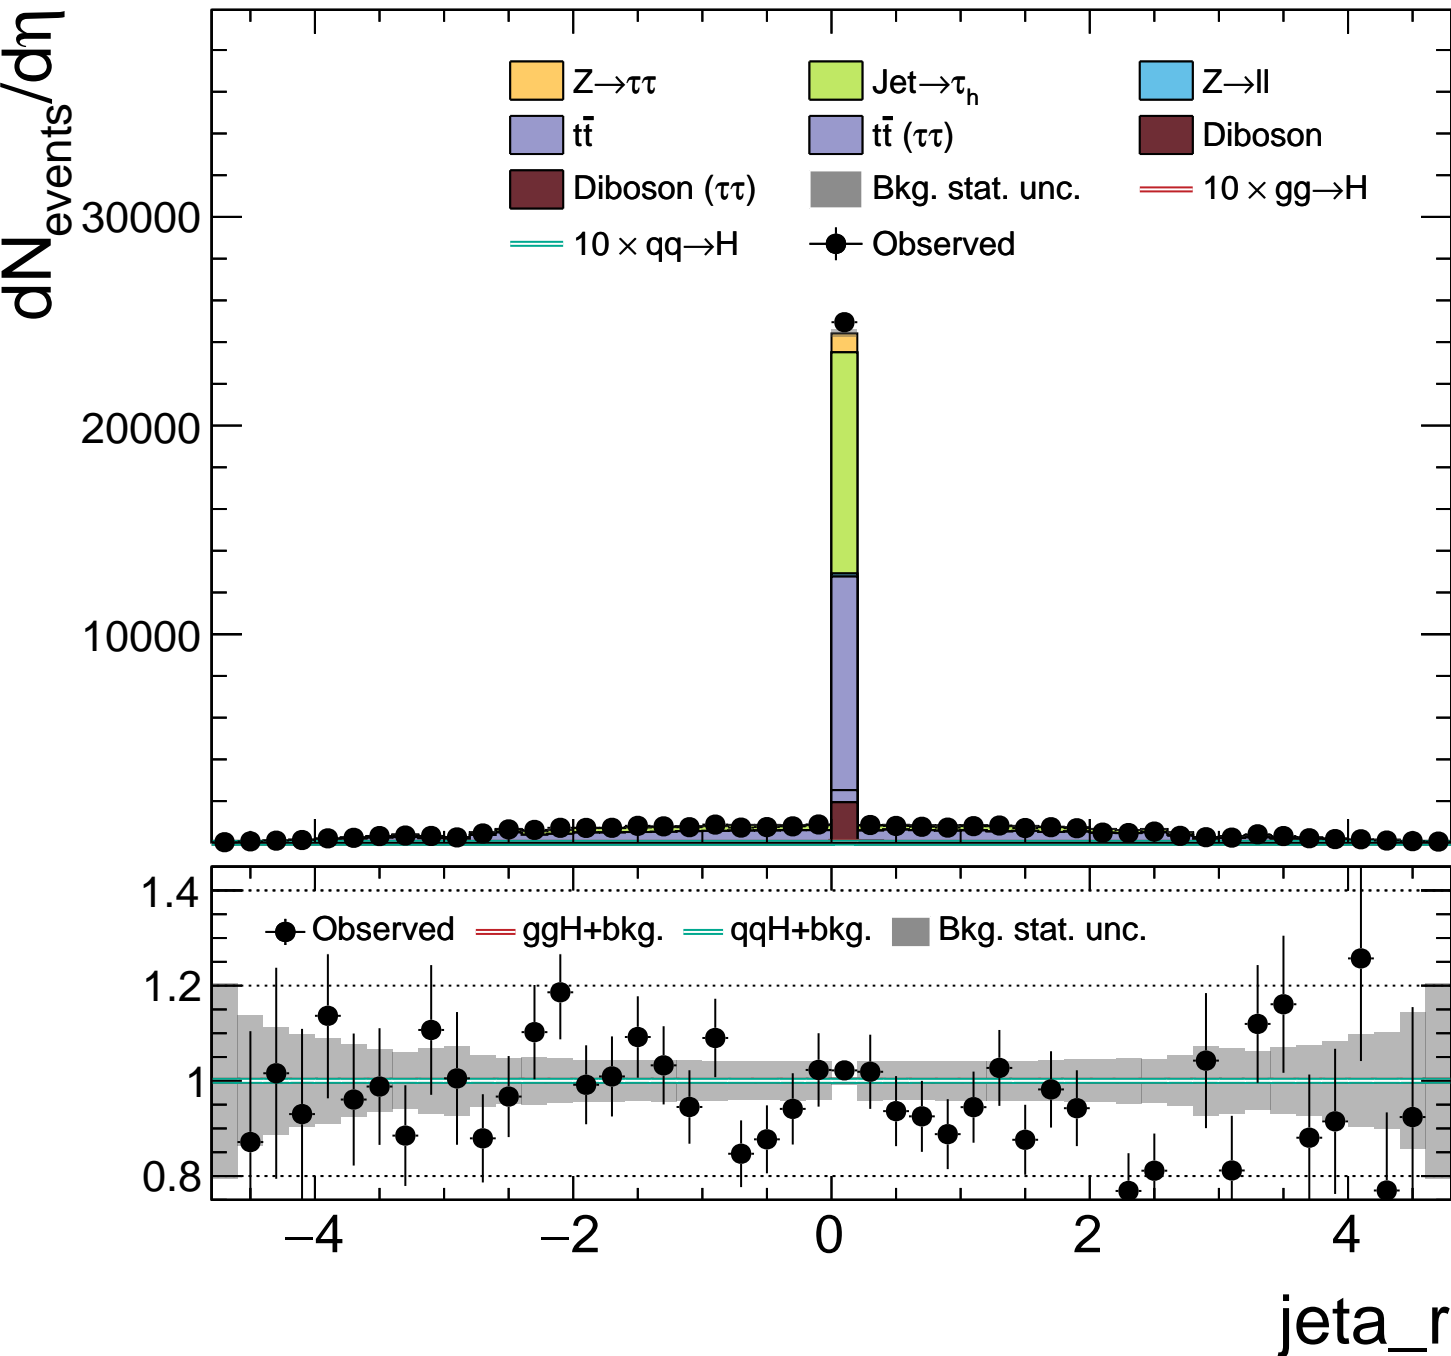 dN_events/dη
Z→ττ Jet→τ_h Z→ll
tt̄ tt̄ (ττ) Diboson
Diboson (ττ) Bkg. stat. unc. 10 × gg→H
10 × qq→H Observed
30000
20000
10000
1.4
Observed ggH+bkg. qqH+bkg. Bkg. stat. unc.
1.2
1
0.8
−4 −2 0 2 4
jeta_r